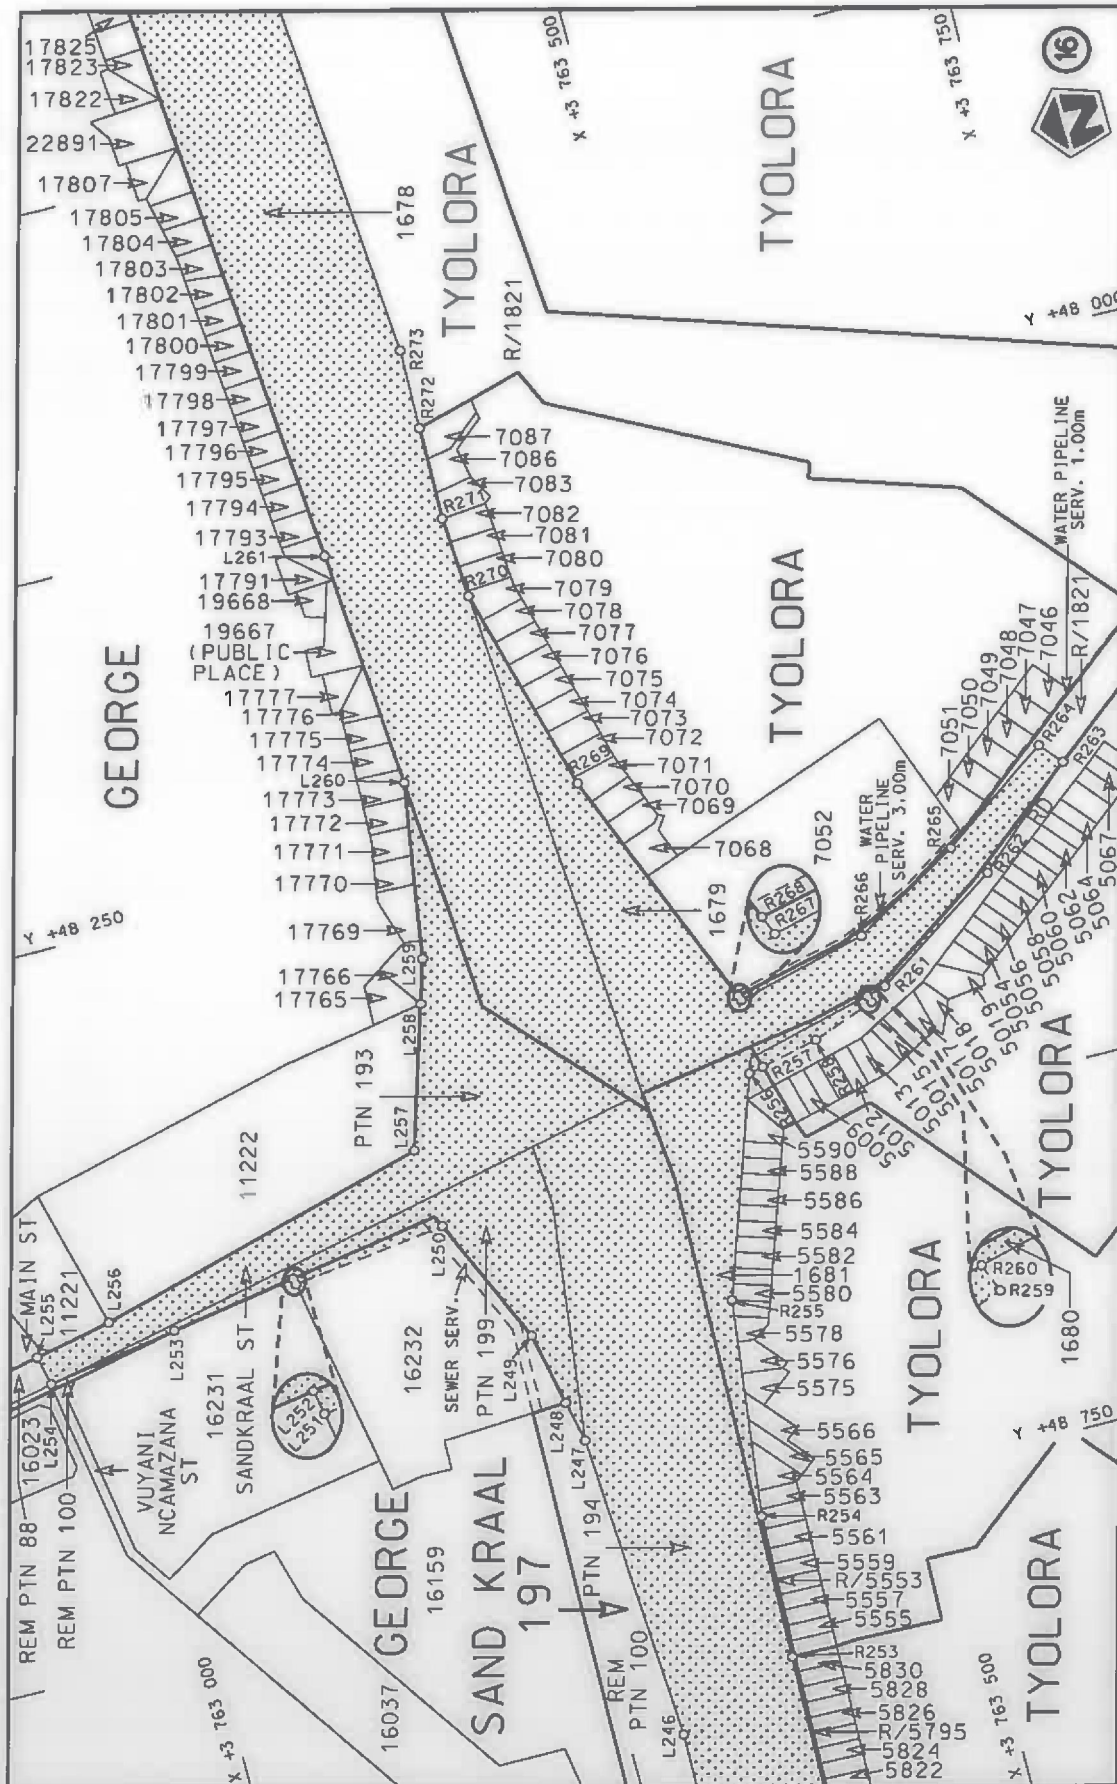 17825
17823
17822
22891
17807
17805
17804
17803
17802
17801
17800
17799
17798
17797
17796
17795
17794
17793
L261
17791
19668
19667
(PUBLIC
PLACE)
17777
17776
17775
17774
L260
17773
17772
17771
17770
17769
L259
17766
17765
L258
GEORGE
Y +48 250
1678
TYOLORA
R/1821
R273
R272
X +3 763 500
TYOLORA
X +3 763 750
16
N
Y +48 000
7087
7086
7083
R271
7082
7081
7080
R270
7079
7078
7077
7076
7075
7074
7073
7072
R269
7071
7070
7069
7068
TYOLORA
WATER PIPELINE
SERV. 1.00m
R/1821
7046
7047
7048
7049
7050
7051
R264
R263
R265
R262
RD
WATER
PIPELINE
SERV. 3.00m
R266
7052
R268
R267
1679
R261
5067
5064
5062
5060
5058
5056
5054
5019
5018
5017
5015
5013
5012
5009
R257
R258
R256
PTN 193
L257
11222
MAIN ST
L255
11221
L256
L253
L254
16023
REM PTN 88
REM PTN 100
VUYANI
NCAMAZANA
ST
16231
SANDKRAAL ST
L252
L251
L250
SEWER SERV.
PTN 199
16232
L249
L248
L247
GEORGE
16159
16037
SAND KRAAL
197
PTN 194
REM
PTN 100
L246
X +3 763 000
5590
5588
5586
5584
5582
1681
5580
R255
5578
5576
5575
5566
5565
5564
5563
R254
5561
5559
R/5553
5557
5555
R253
5830
5828
5826
R/5795
5824
5822
TYOLORA
TYOLORA
R260
R259
1680
Y +48 750
TYOLORA
X +3 763 500